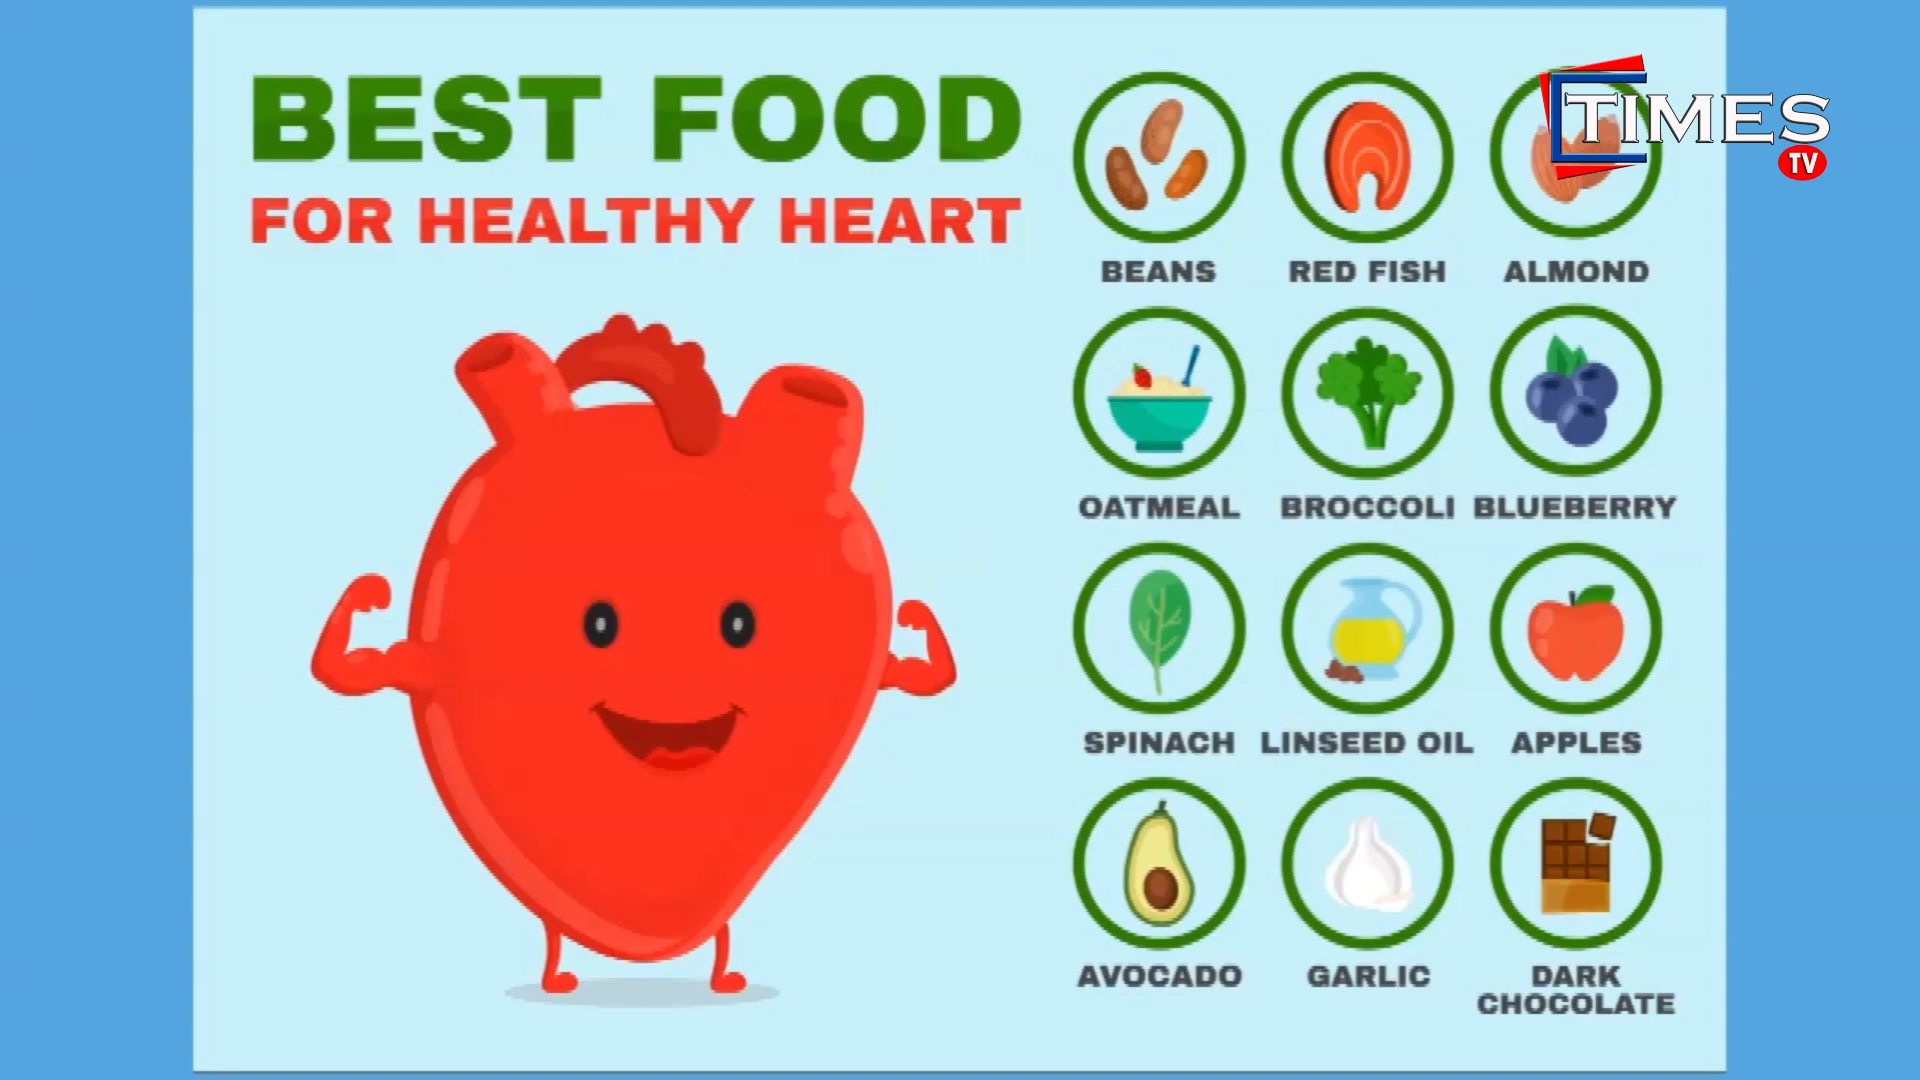 BEST FOOD
FOR HEALTHY HEART
TIMES
TV
BEANS
RED FISH
ALMOND
OATMEAL
BROCCOLI
BLUEBERRY
SPINACH
LINSEED OIL
APPLES
AVOCADO
GARLIC
DARK
CHOCOLATE